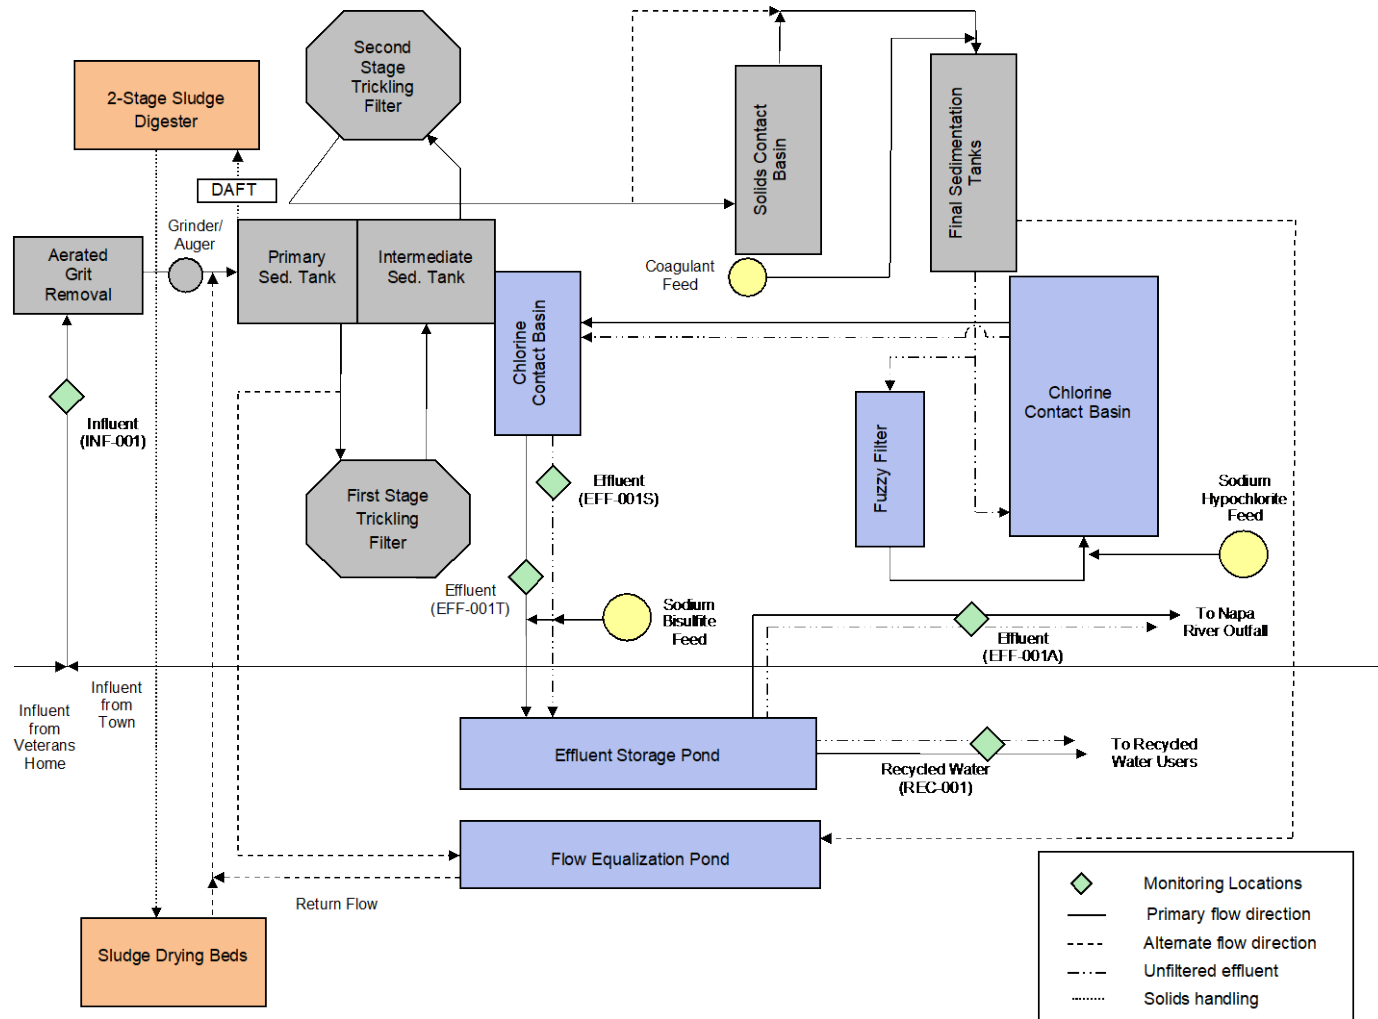 Second
Stage
Trickling
Filter
2-Stage Sludge
Digester
DAFT
Solids Contact
Basin
Final Sedimentation
Tanks
Grinder/
Auger
Aerated
Grit
Removal
Primary
Sed. Tank
Intermediate
Sed. Tank
Coagulant
Feed
Chlorine
Contact Basin
Chlorine
Contact Basin
Influent
(INF-001)
Fuzzy Filter
Effluent
(EFF-001S)
Sodium
Hypochlorite
Feed
First Stage
Trickling
Filter
Effluent
(EFF-001T)
Sodium
Bisulfite
Feed
To Napa
River Outfall
Effluent
(EFF-001A)
Influent
from
Town
Influent
from
Veterans
Home
Effluent Storage Pond
To Recycled
Water Users
Recycled Water
(REC-001)
Flow Equalization Pond
Return Flow
Sludge Drying Beds
Monitoring Locations
Primary flow direction
Alternate flow direction
Unfiltered effluent
Solids handling